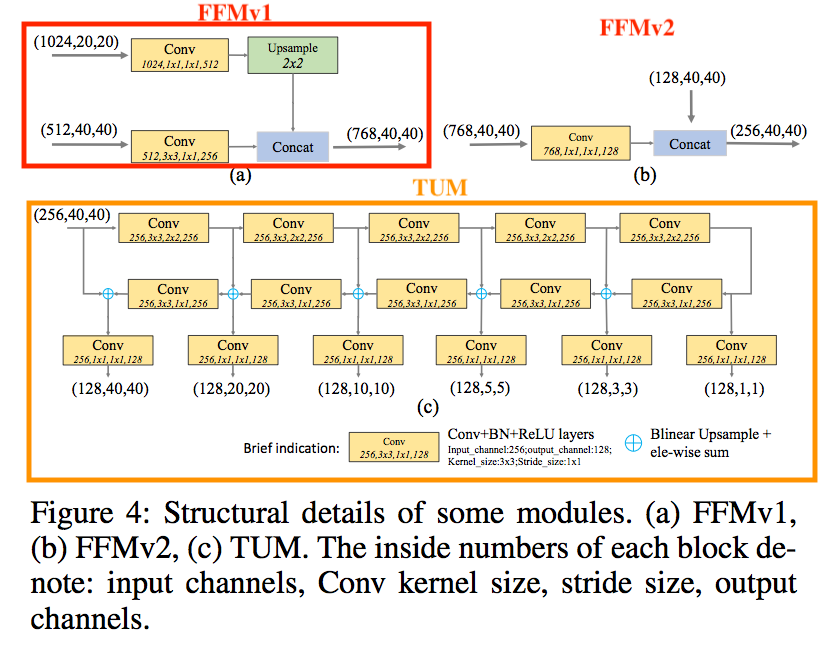 FFMv1
FFMv2
(1024,20,20)
Conv
1024,1x1,1x1,512
Upsample
2x2
(512,40,40)
Conv
512,3x3,1x1,256
Concat
(768,40,40)
(a)
(128,40,40)
(768,40,40)
Conv
768,1x1,1x1,128
Concat
(256,40,40)
(b)
TUM
(256,40,40)
Conv
256,3x3,2x2,256
Conv
256,3x3,2x2,256
Conv
256,3x3,2x2,256
Conv
256,3x3,2x2,256
Conv
256,3x3,2x2,256
Conv
256,3x3,1x1,256
Conv
256,3x3,1x1,256
Conv
256,3x3,1x1,256
Conv
256,3x3,1x1,256
Conv
256,3x3,1x1,256
Conv
256,1x1,1x1,128
Conv
256,1x1,1x1,128
Conv
256,1x1,1x1,128
Conv
256,1x1,1x1,128
Conv
256,1x1,1x1,128
Conv
256,1x1,1x1,128
(128,40,40)
(128,20,20)
(128,10,10)
(128,5,5)
(128,3,3)
(128,1,1)
(c)
Brief indication:
Conv
256,3x3,1x1,128
Conv+BN+ReLU layers
Input_channel:256;output_channel:128;
Kernel_size:3x3;Stride_size:1x1
Blinear Upsample +
ele-wise sum
Figure 4: Structural details of some modules. (a) FFMv1,
(b) FFMv2, (c) TUM. The inside numbers of each block de-
note: input channels, Conv kernel size, stride size, output
channels.